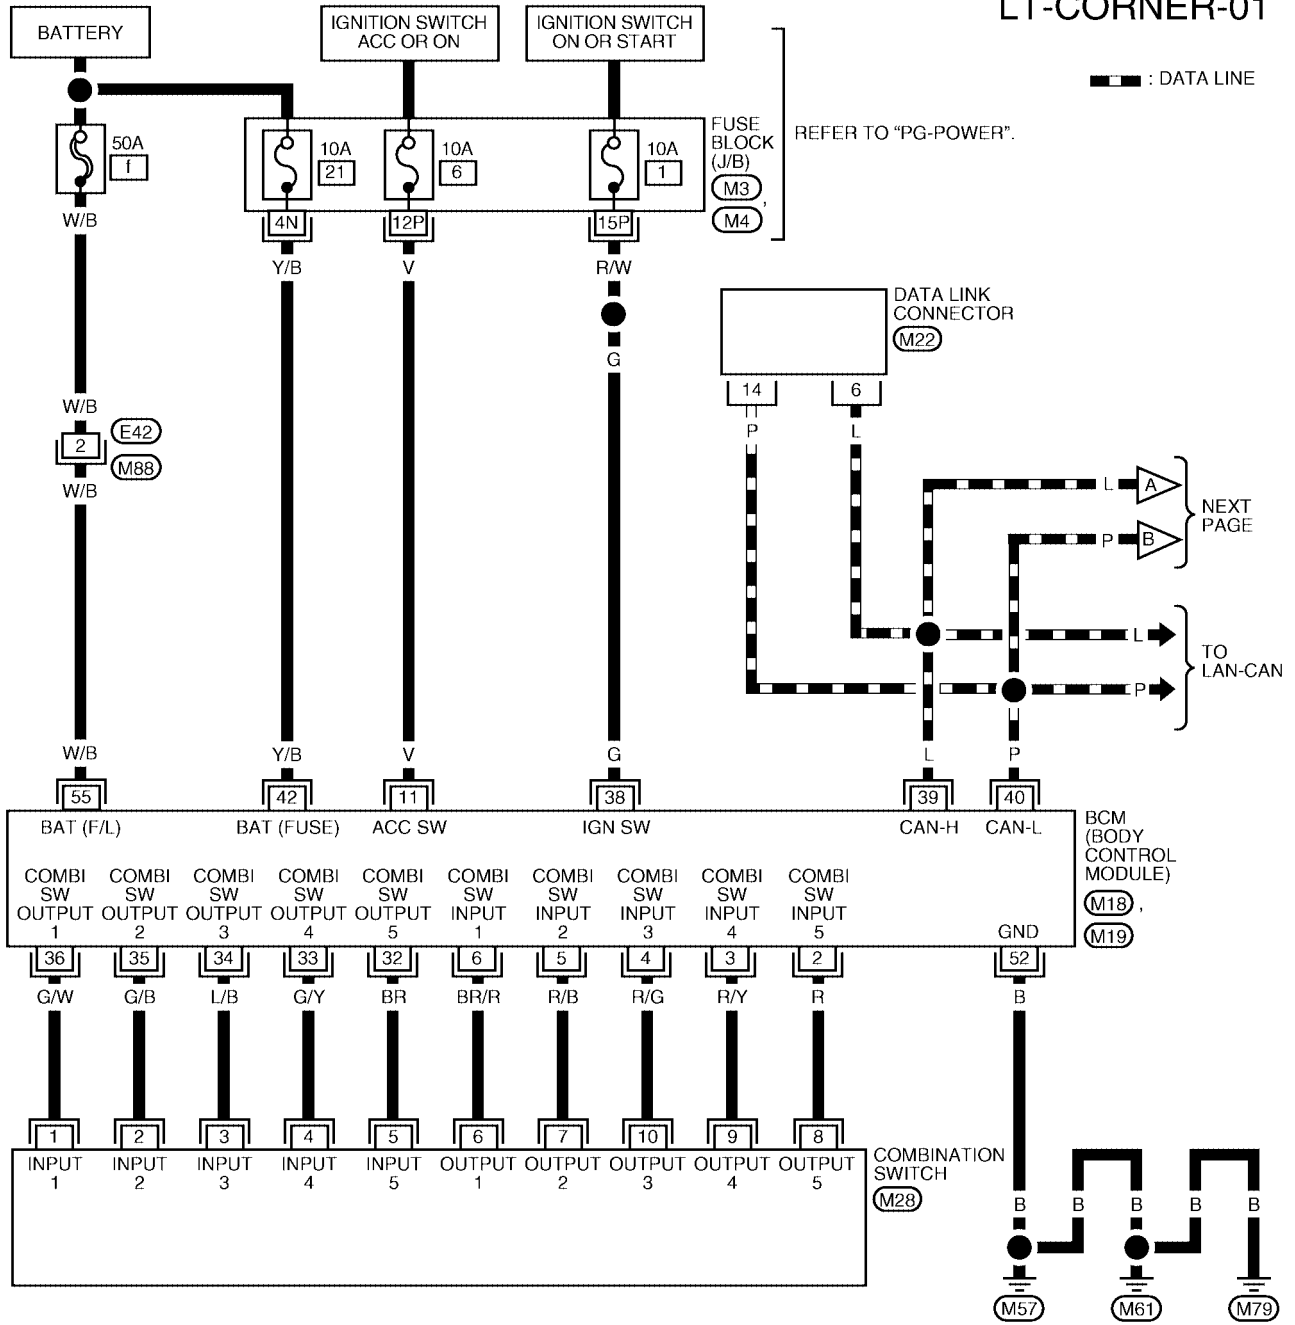 LT-CORNER-01
BATTERY
IGNITION SWITCH
ACC OR ON
IGNITION SWITCH
ON OR START
: DATA LINE
50A
f
10A
21
10A
6
10A
1
FUSE
BLOCK
(J/B)
M3 ,
M4
REFER TO “PG-POWER”.
4N
12P
15P
W/B
Y/B
V
R/W
G
DATA LINK
CONNECTOR
M22
14
6
P
L
W/B
2
E42
M88
W/B
L
A
P
B
NEXT
PAGE
L
P
TO
LAN-CAN
W/B
Y/B
V
G
L
P
55
42
11
38
39
40
BAT (F/L)
BAT (FUSE)
ACC SW
IGN SW
CAN-H
CAN-L
BCM
(BODY
CONTROL
MODULE)
M18 ,
M19
COMBI
SW
OUTPUT
1
COMBI
SW
OUTPUT
2
COMBI
SW
OUTPUT
3
COMBI
SW
OUTPUT
4
COMBI
SW
OUTPUT
5
COMBI
SW
INPUT
1
COMBI
SW
INPUT
2
COMBI
SW
INPUT
3
COMBI
SW
INPUT
4
COMBI
SW
INPUT
5
GND
36
35
34
33
32
6
5
4
3
2
52
G/W
G/B
L/B
G/Y
BR
BR/R
R/B
R/G
R/Y
R
B
1
2
3
4
5
6
7
10
9
8
INPUT
1
INPUT
2
INPUT
3
INPUT
4
INPUT
5
OUTPUT
1
OUTPUT
2
OUTPUT
3
OUTPUT
4
OUTPUT
5
COMBINATION
SWITCH
M28
B
B
B
B
B
M57
M61
M79